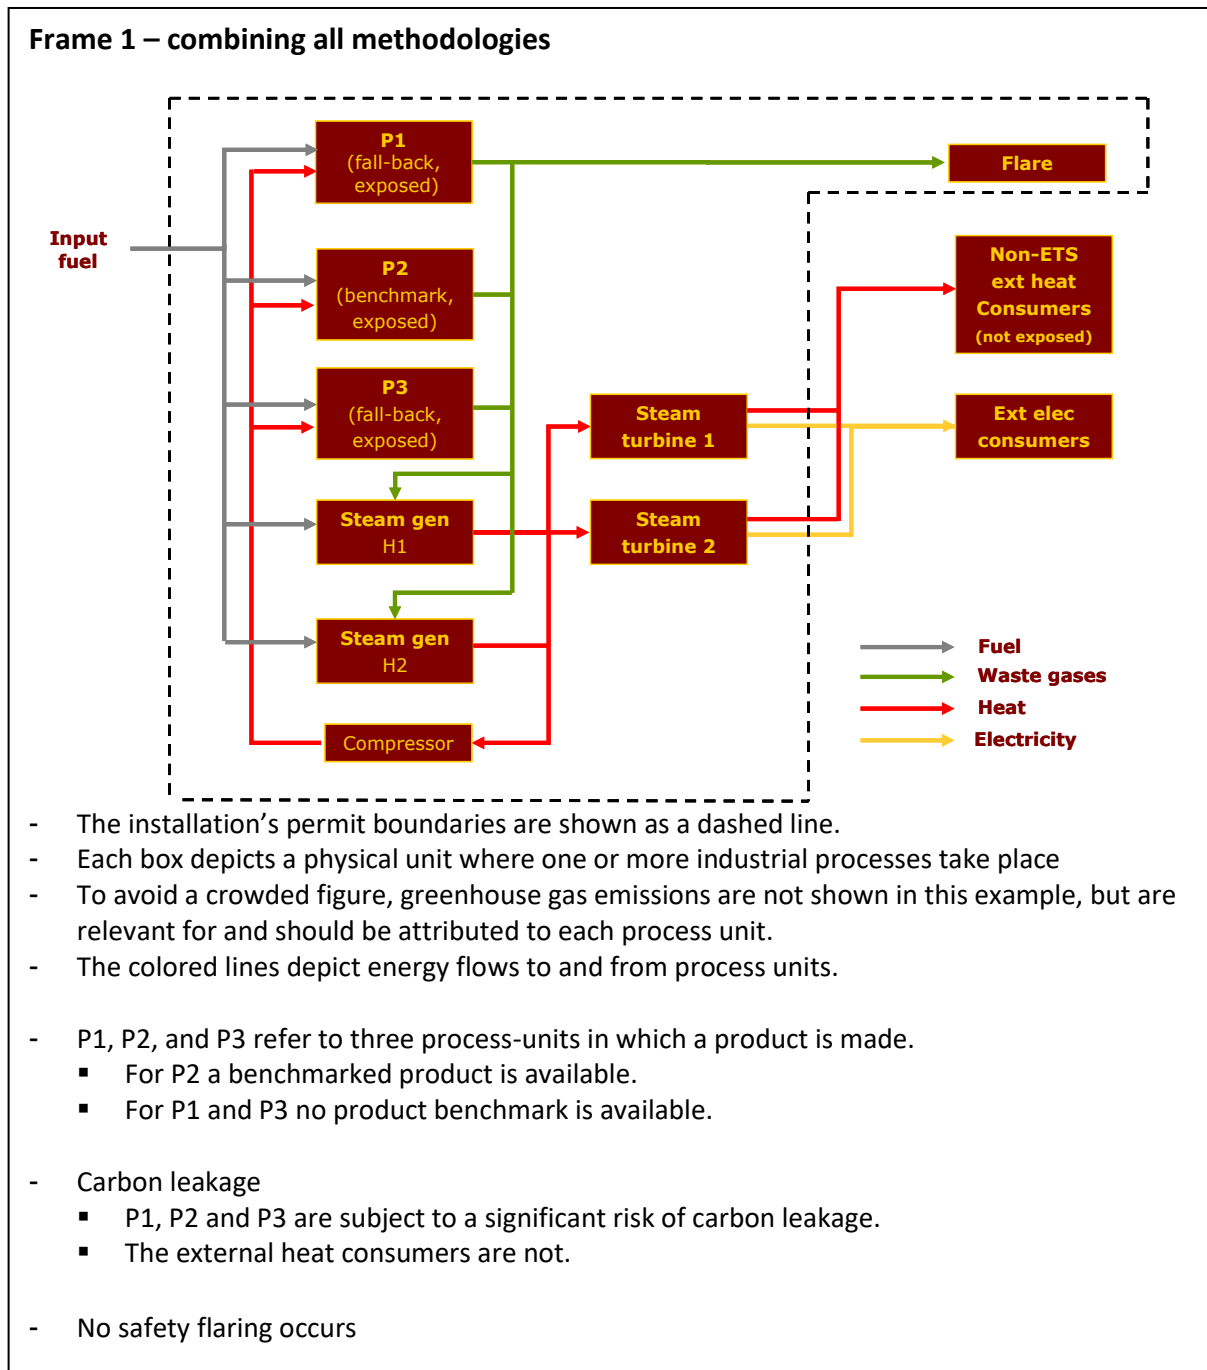 Frame 1 – combining all methodologies
P1
(fall-back,
exposed)
Flare
Input
fuel
P2
(benchmark,
exposed)
Non-ETS
ext heat
Consumers
(not exposed)
P3
(fall-back,
exposed)
Steam
turbine 1
Ext elec
consumers
Steam gen
H1
Steam
turbine 2
Steam gen
H2
Compressor
Fuel
Waste gases
Heat
Electricity
- The installation’s permit boundaries are shown as a dashed line.
- Each box depicts a physical unit where one or more industrial processes take place
- To avoid a crowded figure, greenhouse gas emissions are not shown in this example, but are
relevant for and should be attributed to each process unit.
- The colored lines depict energy flows to and from process units.
- P1, P2, and P3 refer to three process-units in which a product is made.
▪ For P2 a benchmarked product is available.
▪ For P1 and P3 no product benchmark is available.
- Carbon leakage
▪ P1, P2 and P3 are subject to a significant risk of carbon leakage.
▪ The external heat consumers are not.
- No safety flaring occurs